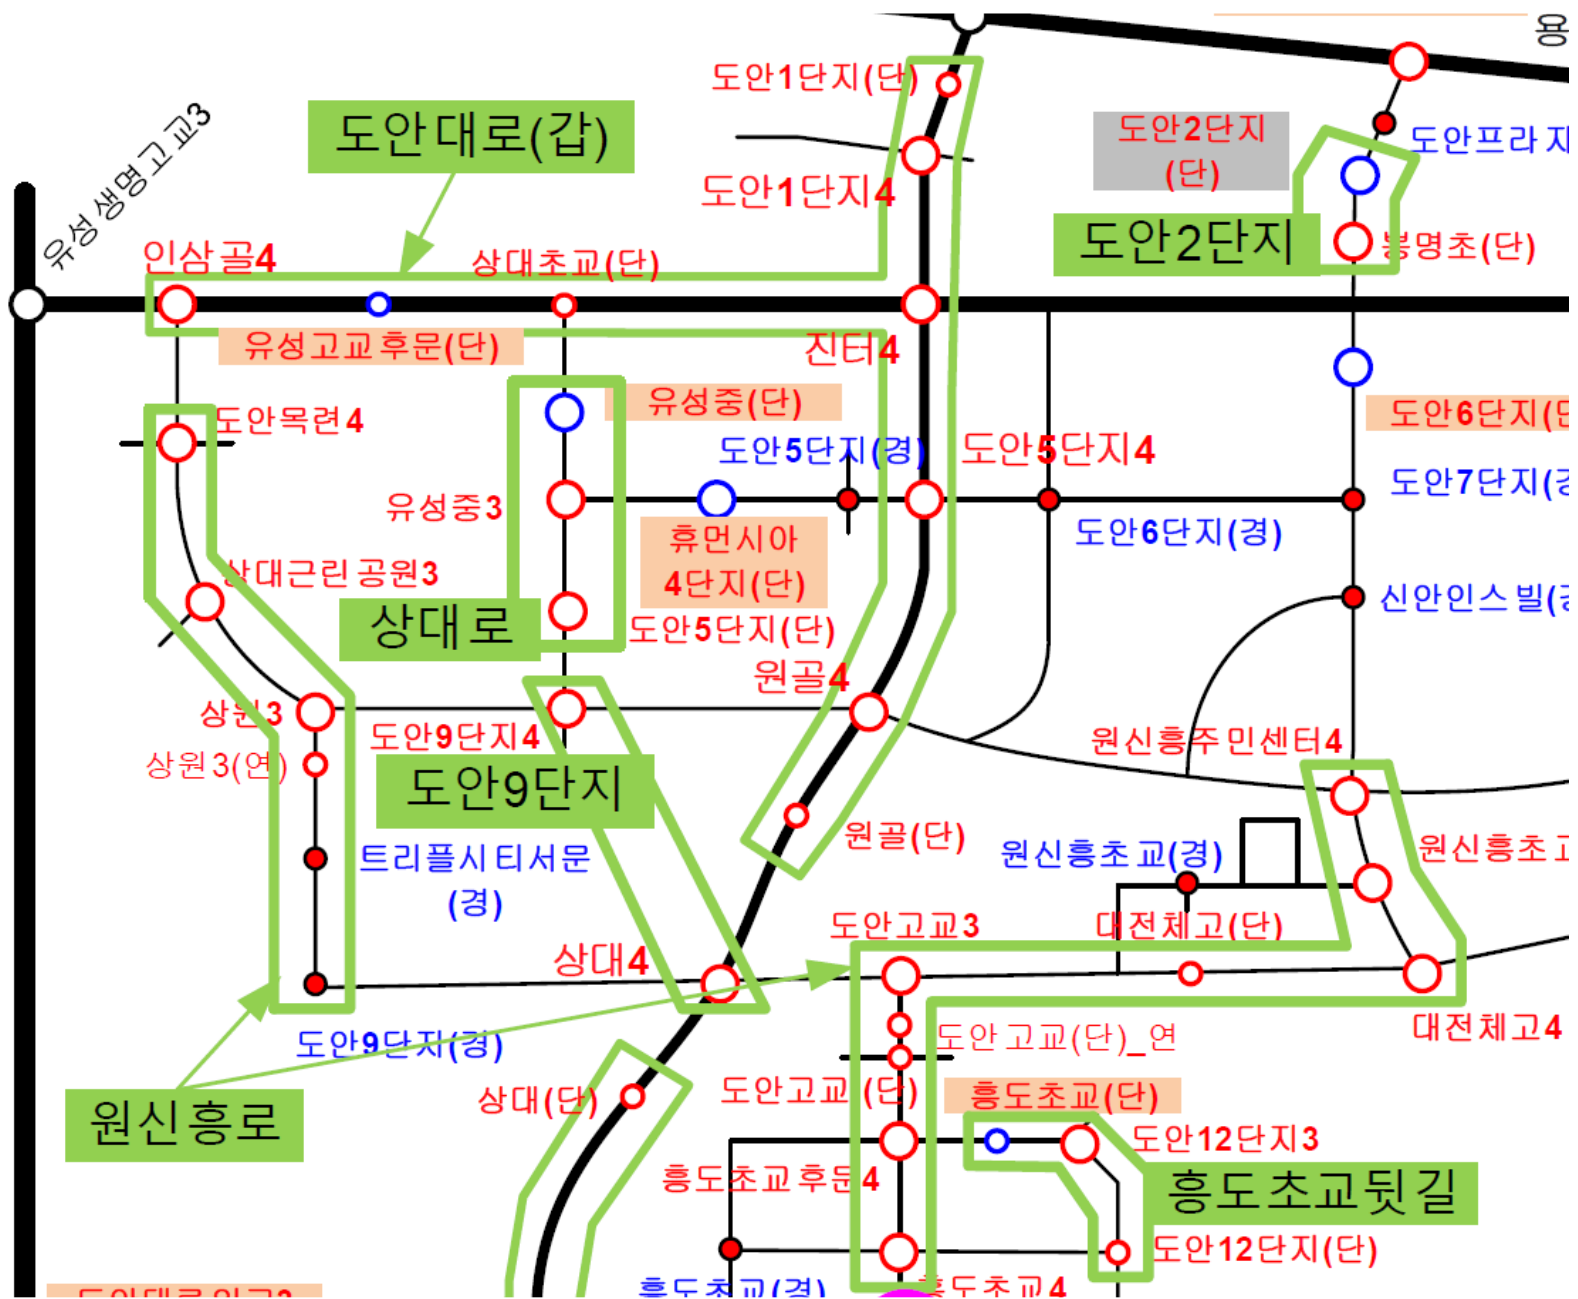 용
도안1단지(단)
도안대로(갑)
도안2단지
(단)
도안프라자
유성생명고교3
도안1단지4
도안2단지
봉명초(단)
인삼골4
상대초교(단)
유성고교후문(단)
진터4
유성중(단)
도안6단지(단
도안목련4
도안5단지(경)
도안5단지4
도안7단지(경
유성중3
휴먼시아
4단지(단)
도안6단지(경)
상대근린공원3
신안인스빌(경
상대로
도안5단지(단)
원골4
상원3
도안9단지4
원신흥주민센터4
상원3(연)
도안9단지
원골(단)
원신흥초교(경)
원신흥초교
트리플시티서문
(경)
도안고교3
대전체고(단)
상대4
도안고교(단)_연
대전체고4
도안9단지(경)
상대(단)
도안고교(단)
흥도초교(단)
원신흥로
도안12단지3
흥도초교후문4
흥도초교뒷길
도안12단지(단)
흥도초교(경)
흥도초교4